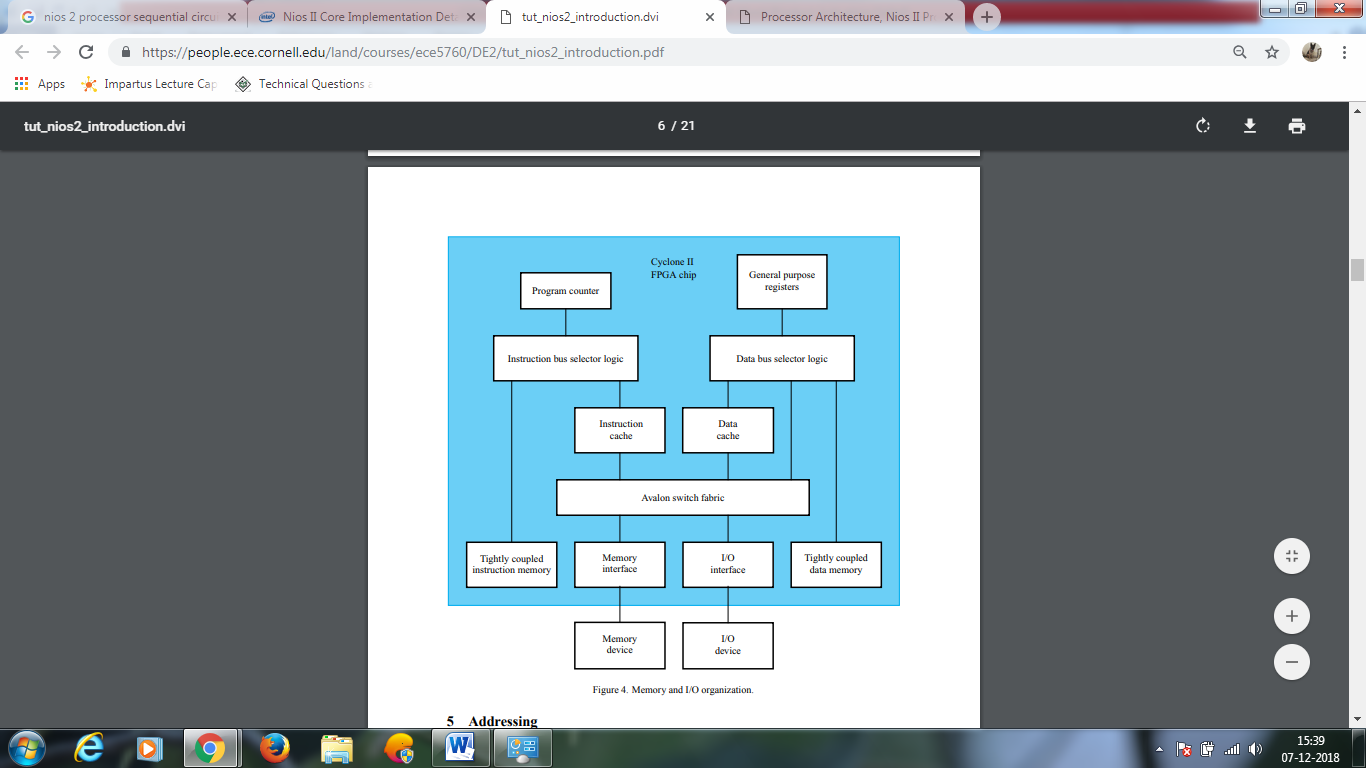 nios 2 processor sequential circu
Nios II Core Implementation Det
tut_nios2_introduction.dvi
Processor Architecture, Nios II Pr
https://people.ece.cornell.edu/land/courses/ece5760/DE2/tut_nios2_introduction.pdf
Apps
Impartus Lecture Cap
Technical Questions a
tut_nios2_introduction.dvi
6 / 21
Cyclone II
FPGA chip
Program counter
General purpose
registers
Instruction bus selector logic
Data bus selector logic
Instruction
cache
Data
cache
Avalon switch fabric
Tightly coupled
instruction memory
Memory
interface
I/O
interface
Tightly coupled
data memory
Memory
device
I/O
device
Figure 4. Memory and I/O organization.
5 Addressing
15:39
07-12-2018